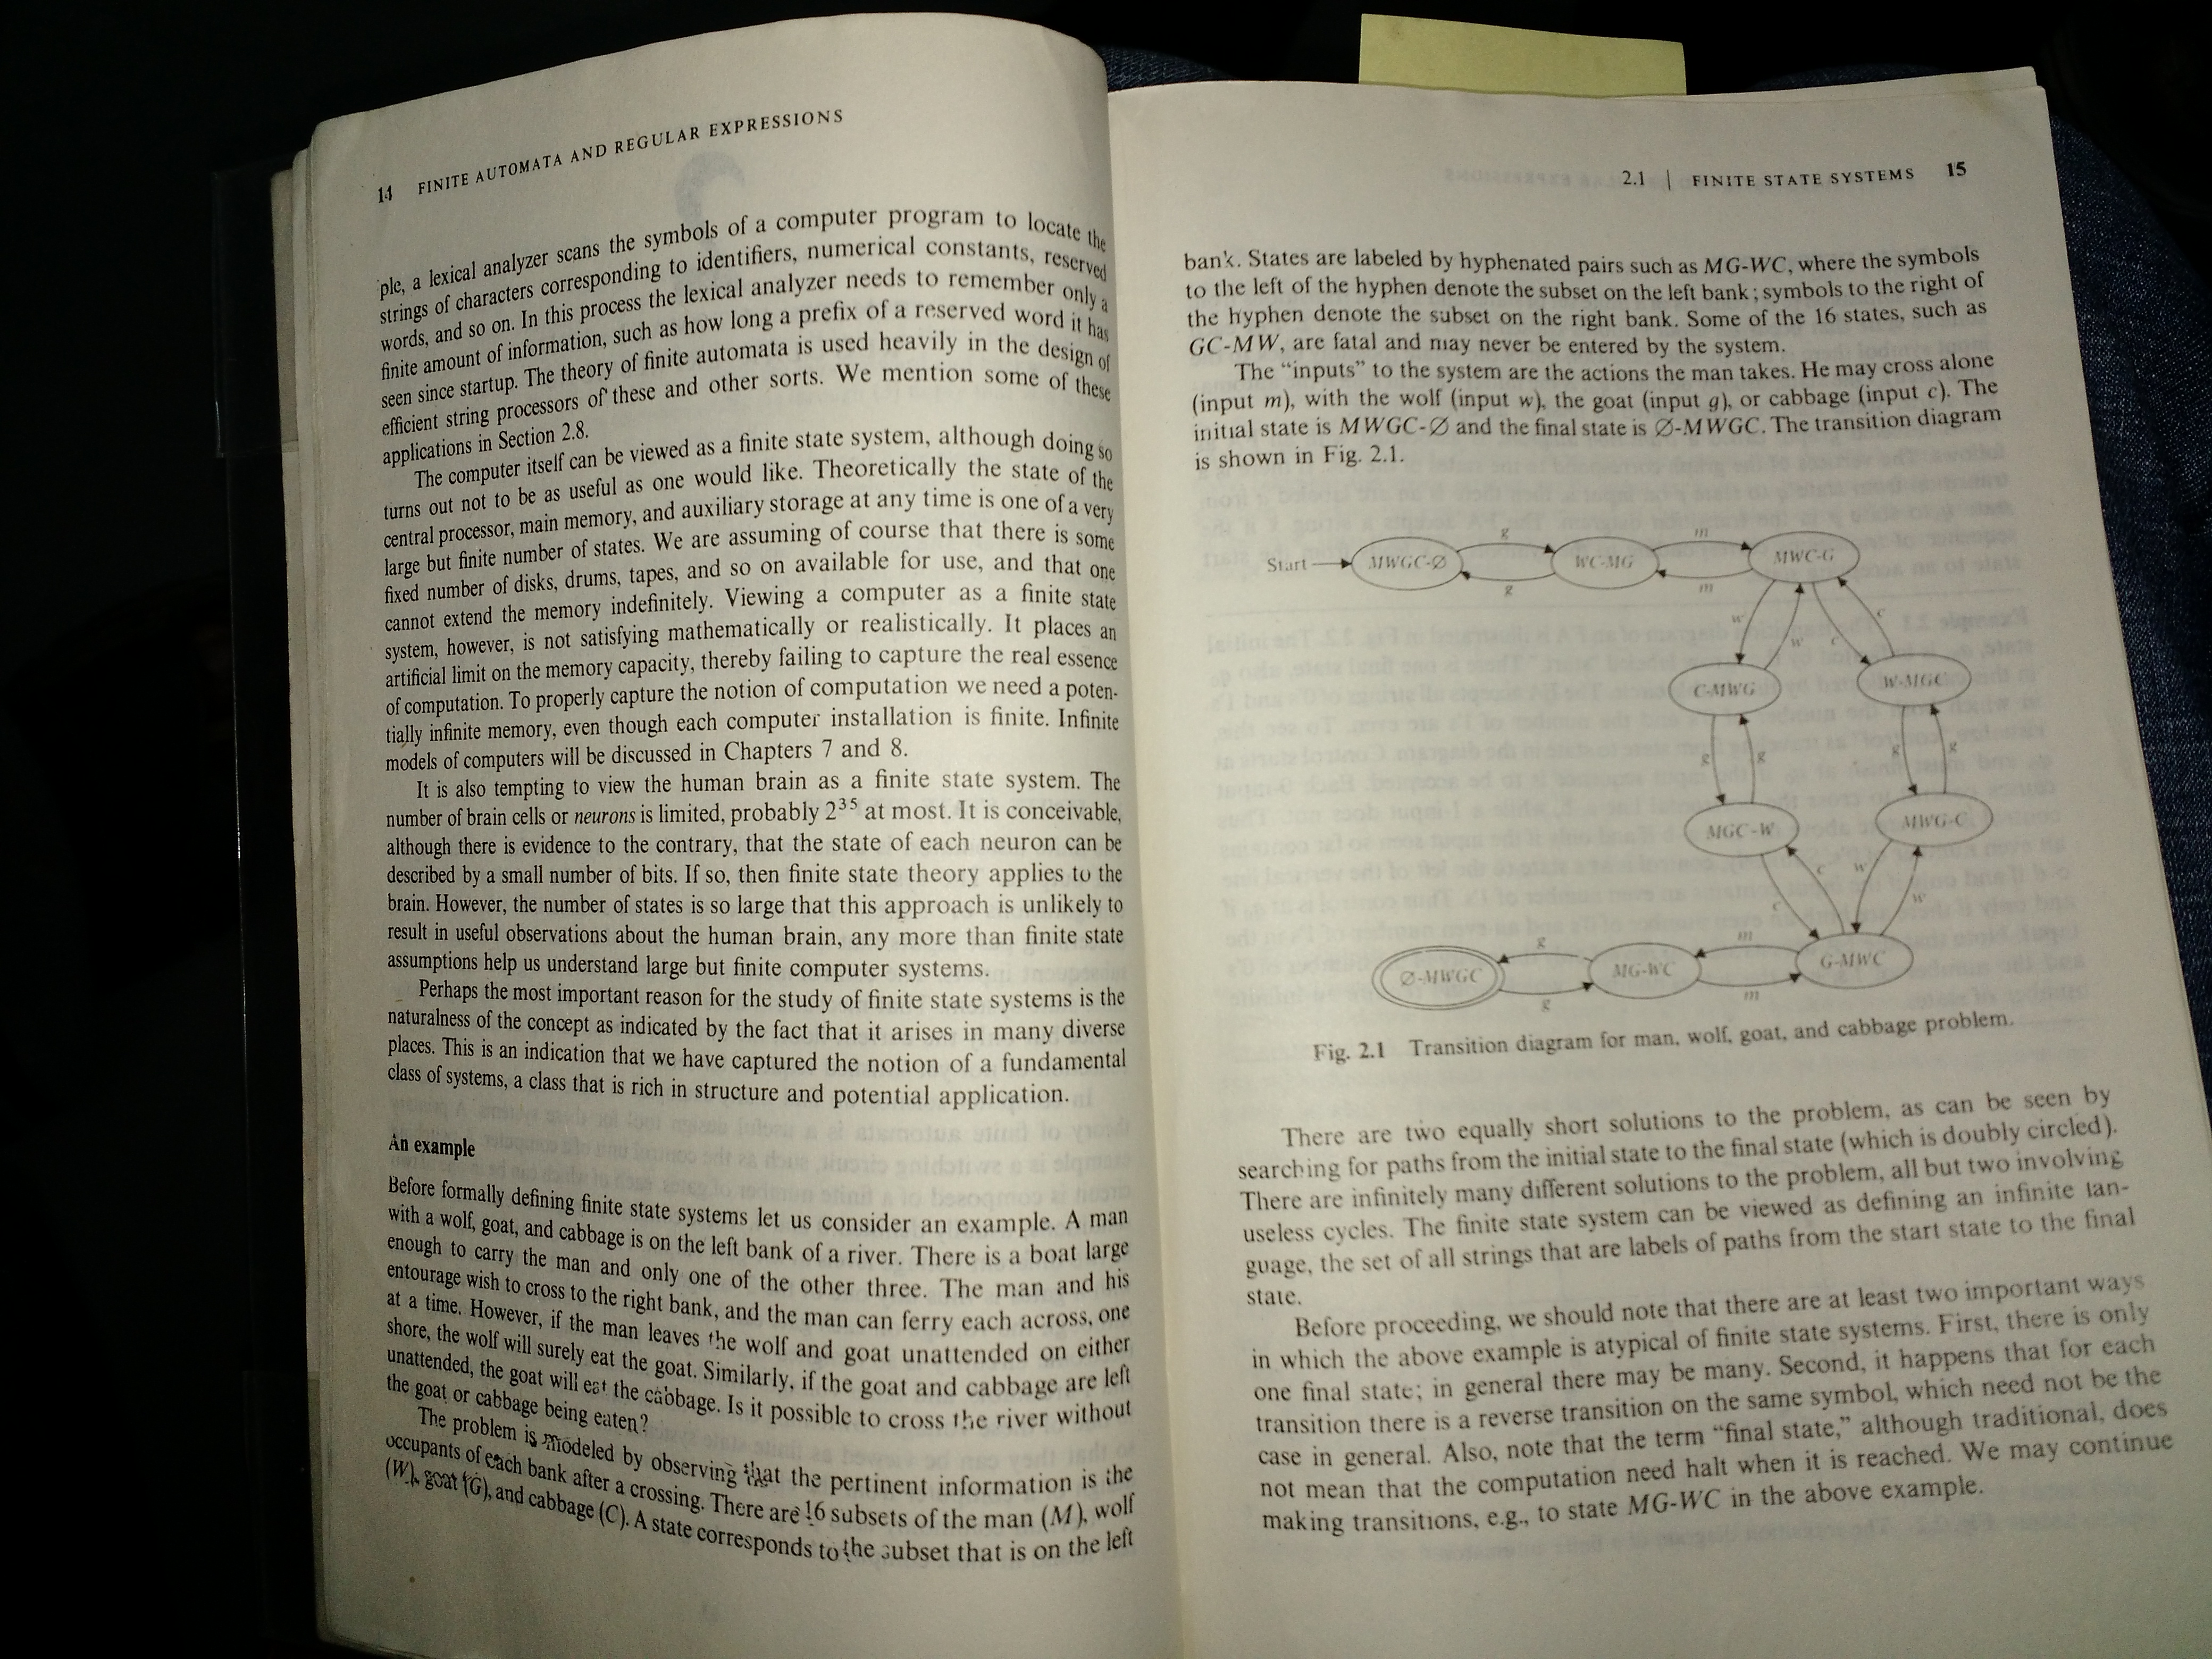 14 FINITE AUTOMATA AND REGULAR EXPRESSIONS
ple, a lexical analyzer scans the symbols of a computer program to locate the
strings of characters corresponding to identifiers, numerical constants, reserved
words, and so on. In this process the lexical analyzer needs to remember only a
finite amount of information, such as how long a prefix of a reserved word it has
seen since startup. The theory of finite automata is used heavily in the design of
efficient string processors of these and other sorts. We mention some of these
applications in Section 2.8.
The computer itself can be viewed as a finite state system, although doing so
turns out not to be as useful as one would like. Theoretically the state of the
central processor, main memory, and auxiliary storage at any time is one of a very
large but finite number of states. We are assuming of course that there is some
fixed number of disks, drums, tapes, and so on available for use, and that one
cannot extend the memory indefinitely. Viewing a computer as a finite state
system, however, is not satisfying mathematically or realistically. It places an
artificial limit on the memory capacity, thereby failing to capture the real essence
of computation. To properly capture the notion of computation we need a poten-
tially infinite memory, even though each computer installation is finite. Infinite
models of computers will be discussed in Chapters 7 and 8.
It is also tempting to view the human brain as a finite state system. The
number of brain cells or neurons is limited, probably 2³⁵ at most. It is conceivable,
although there is evidence to the contrary, that the state of each neuron can be
described by a small number of bits. If so, then finite state theory applies to the
brain. However, the number of states is so large that this approach is unlikely to
result in useful observations about the human brain, any more than finite state
assumptions help us understand large but finite computer systems.
Perhaps the most important reason for the study of finite state systems is the
naturalness of the concept as indicated by the fact that it arises in many diverse
places. This is an indication that we have captured the notion of a fundamental
class of systems, a class that is rich in structure and potential application.
An example
Before formally defining finite state systems let us consider an example. A man
with a wolf, goat, and cabbage is on the left bank of a river. There is a boat large
enough to carry the man and only one of the other three. The man and his
entourage wish to cross to the right bank, and the man can ferry each across, one
at a time. However, if the man leaves the wolf and goat unattended on either
shore, the wolf will surely eat the goat. Similarly, if the goat and cabbage are left
unattended, the goat will eat the cabbage. Is it possible to cross the river without
the goat or cabbage being eaten?
The problem is modeled by observing that the pertinent information is the
occupants of each bank after a crossing. There are 16 subsets of the man (M), wolf
(W), goat (G), and cabbage (C). A state corresponds to the subset that is on the left
2.1 | FINITE STATE SYSTEMS 15
bank. States are labeled by hyphenated pairs such as MG-WC, where the symbols
to the left of the hyphen denote the subset on the left bank; symbols to the right of
the hyphen denote the subset on the right bank. Some of the 16 states, such as
GC-MW, are fatal and may never be entered by the system.
The “inputs” to the system are the actions the man takes. He may cross alone
(input m), with the wolf (input w), the goat (input g), or cabbage (input c). The
initial state is MWGC-∅ and the final state is ∅-MWGC. The transition diagram
is shown in Fig. 2.1.
g m
Start MWGC-∅ WC-MG MWC-G
g m
w w c c
C-MWG W-MGC
g g g g
MGC-W MWG-C
c c w w
g m
∅-MWGC MG-WC G-MWC
g m
Fig. 2.1 Transition diagram for man, wolf, goat, and cabbage problem.
There are two equally short solutions to the problem, as can be seen by
searching for paths from the initial state to the final state (which is doubly circled).
There are infinitely many different solutions to the problem, all but two involving
useless cycles. The finite state system can be viewed as defining an infinite lan-
guage, the set of all strings that are labels of paths from the start state to the final
state.
Before proceeding, we should note that there are at least two important ways
in which the above example is atypical of finite state systems. First, there is only
one final state; in general there may be many. Second, it happens that for each
transition there is a reverse transition on the same symbol, which need not be the
case in general. Also, note that the term “final state,” although traditional, does
not mean that the computation need halt when it is reached. We may continue
making transitions, e.g., to state MG-WC in the above example.